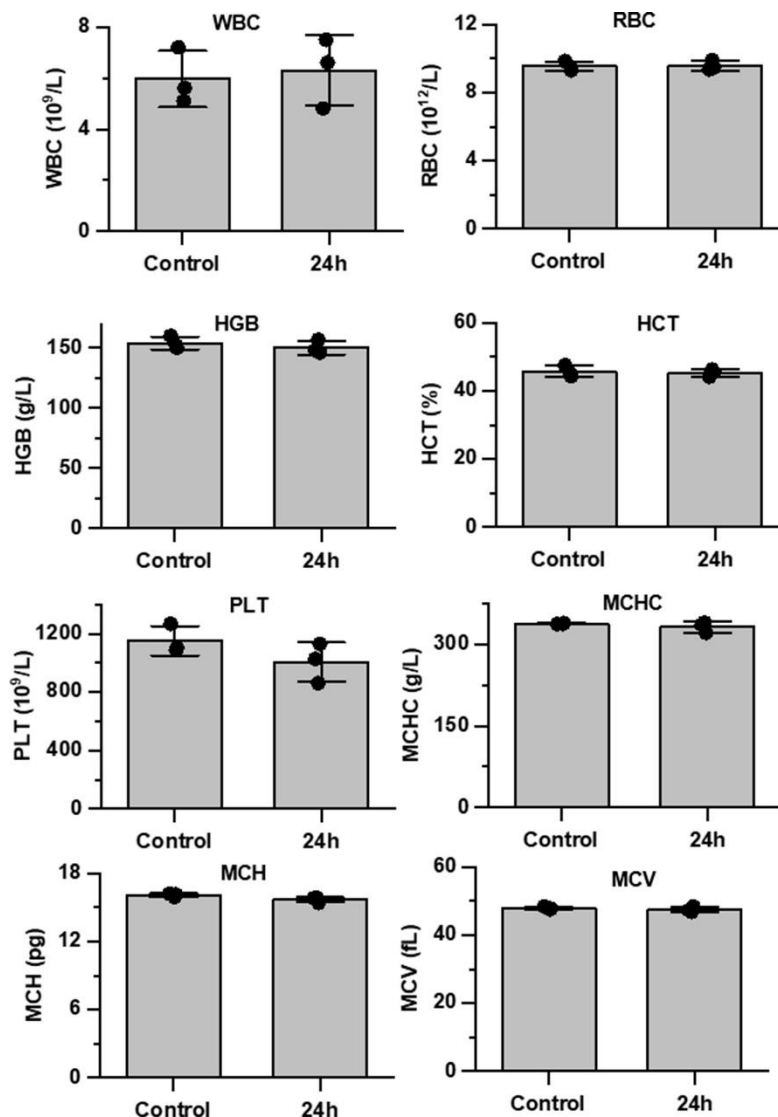 WBC
WBC (10⁹/L)
8
4
0
Control
24h
RBC
RBC (10¹²/L)
12
8
4
0
Control
24h
HGB
HGB (g/L)
150
100
50
0
Control
24h
HCT
HCT (%)
60
40
20
0
Control
24h
PLT
PLT (10⁹/L)
1200
800
400
0
Control
24h
MCHC
MCHC (g/L)
300
150
0
Control
24h
MCH
MCH (pg)
18
12
6
0
Control
24h
MCV
MCV (fL)
60
40
20
0
Control
24h